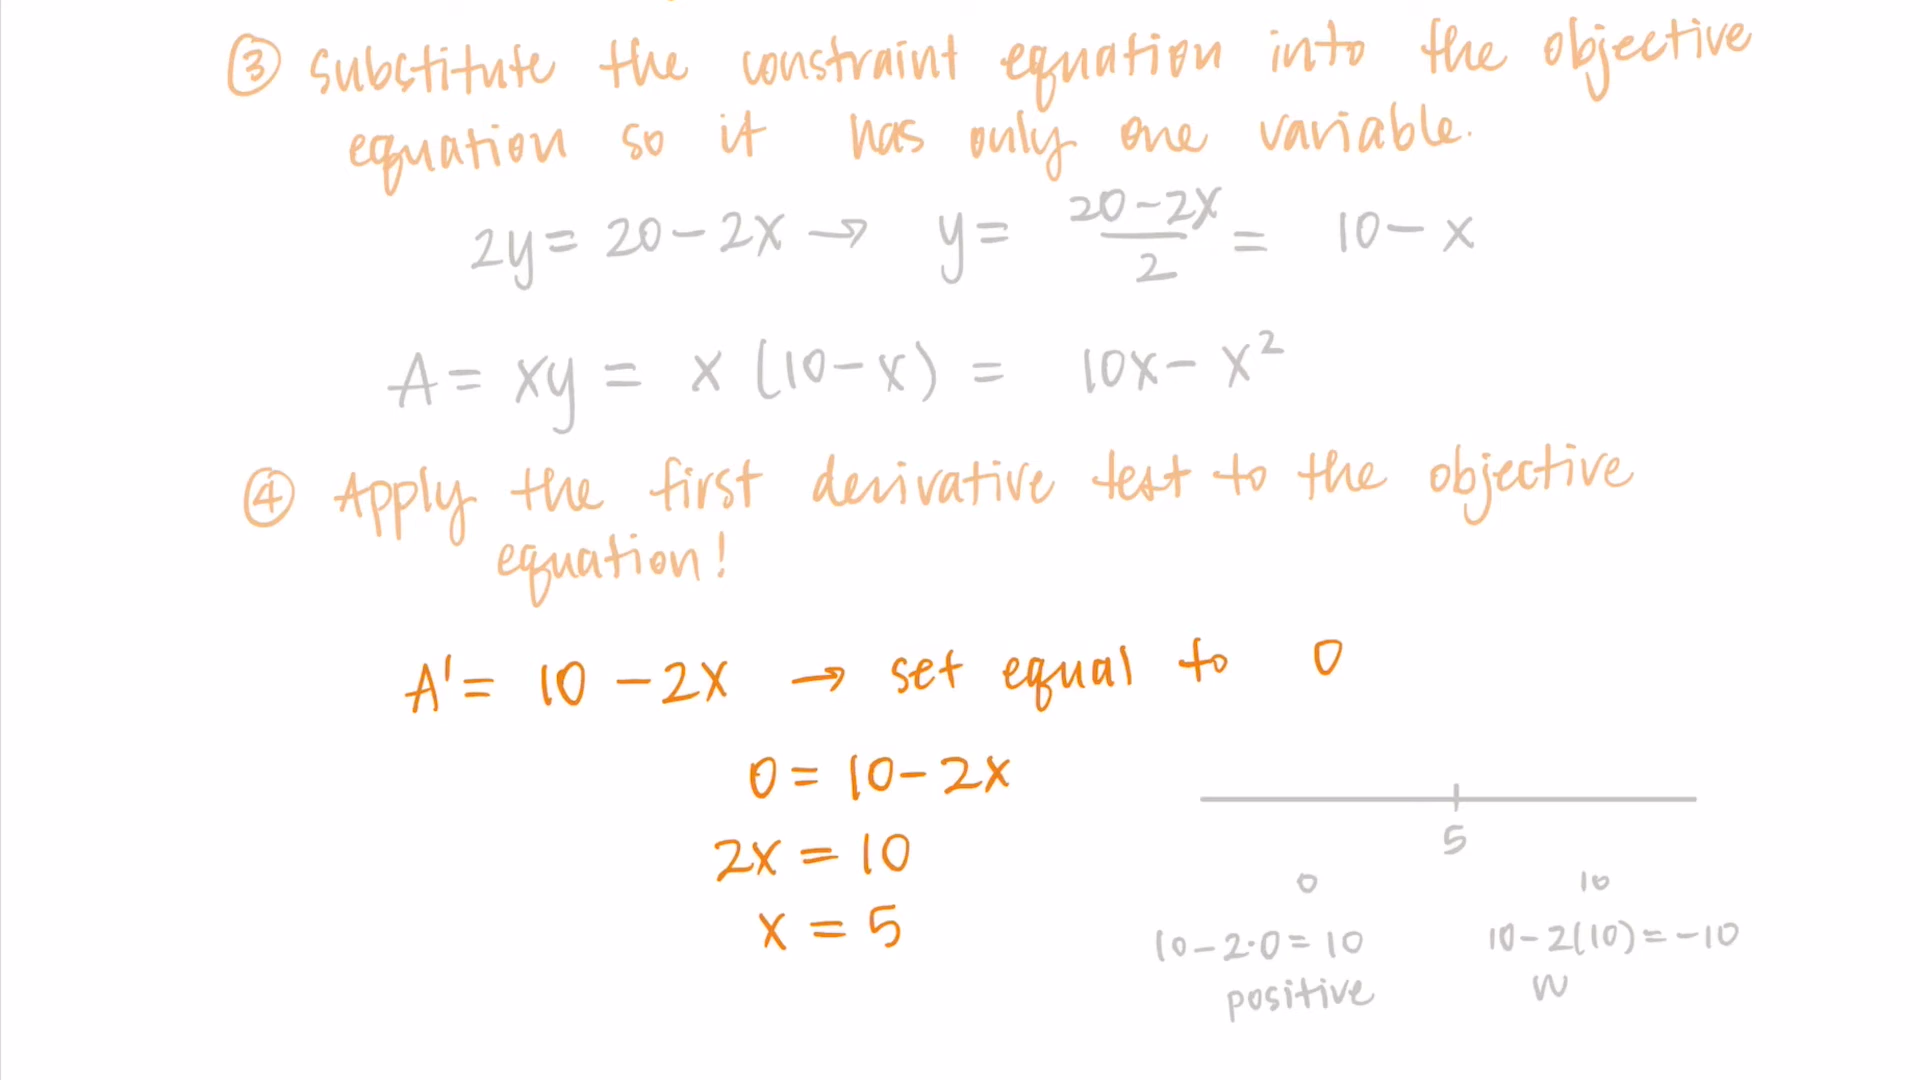 ③ substitute the constraint equation into the objective
equation so it has only one variable.
2y = 20 - 2x → y = (20-2x)/2 = 10 - x
A = xy = x (10-x) = 10x - x²
④ Apply the first derivative test to the objective
equation!
A' = 10 - 2x → set equal to 0
0 = 10 - 2x
2x = 10
x = 5
5
0 10
10 - 2·0 = 10 10 - 2(10) = -10
positive n